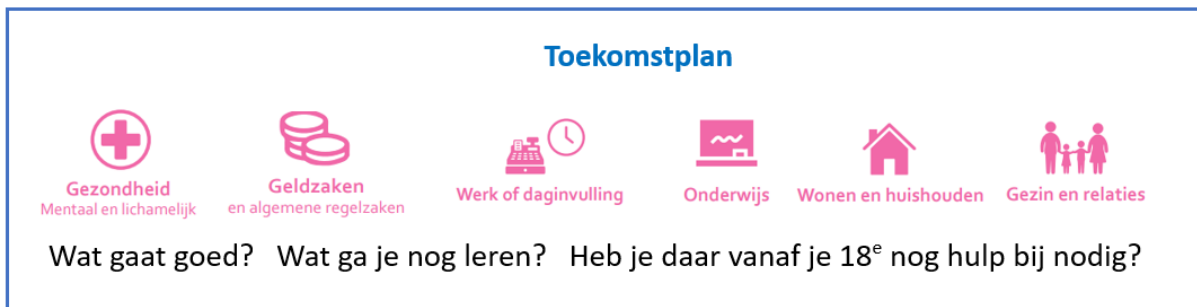 Toekomstplan
Gezondheid
Mentaal en lichamelijk
Geldzaken
en algemene regelzaken
Werk of daginvulling
Onderwijs
Wonen en huishouden
Gezin en relaties
Wat gaat goed? Wat ga je nog leren? Heb je daar vanaf je 18e nog hulp bij nodig?